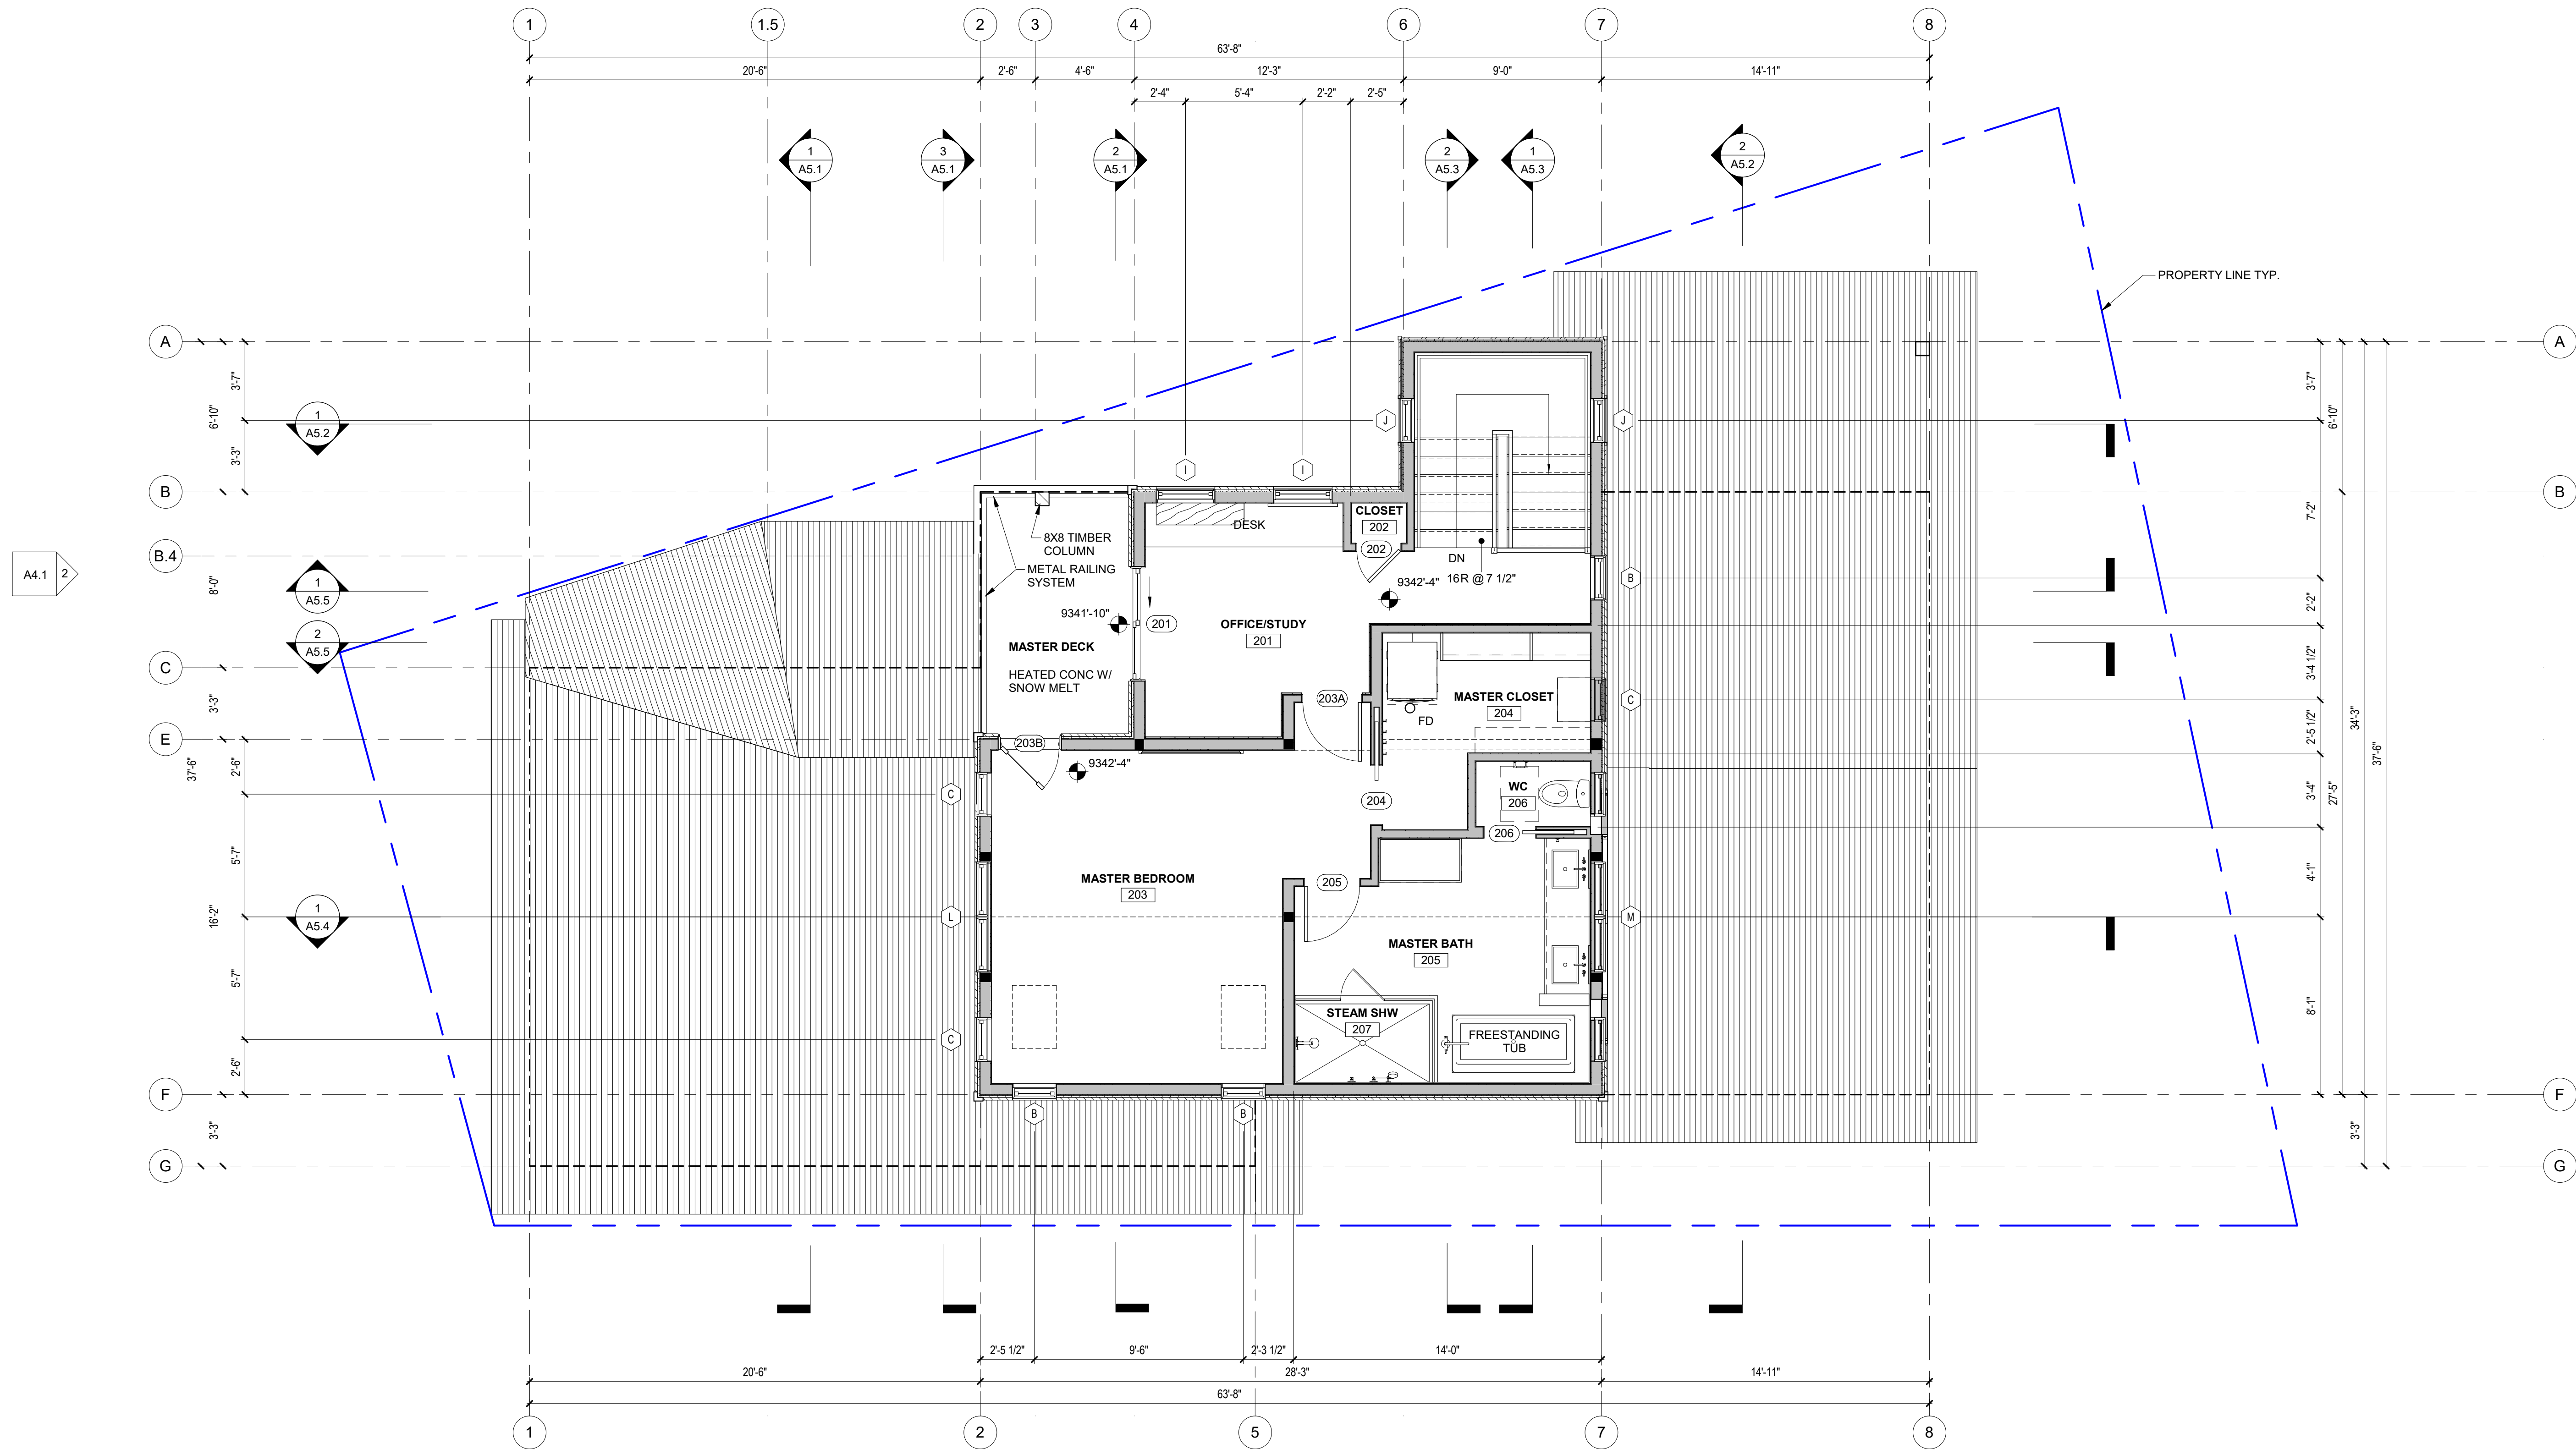 1
1.5
2
3
4
6
7
8
63'-8"
20'-6"
2'-6"
4'-6"
12'-3"
9'-0"
14'-11"
2'-4"
5'-4"
2'-2"
2'-5"
1
A5.1
3
A5.1
2
A5.1
2
A5.3
1
A5.3
2
A5.2
PROPERTY LINE TYP.
A
A
3'-7"
6'-10"
3'-3"
1
A5.2
J
J
3'-7"
6'-10"
B
B
I
I
DESK
CLOSET
202
202
8X8 TIMBER
COLUMN
METAL RAILING
SYSTEM
DN
16R @ 7 1/2"
9342'-4"
7'-2"
B.4
A4.1
2
1
A5.5
8'-0"
B
2'-2"
9341'-10"
201
OFFICE/STUDY
201
2
A5.5
MASTER DECK
HEATED CONC W/
SNOW MELT
C
3'-4 1/2"
MASTER CLOSET
204
203A
FD
C
3'-3"
2'-5 1/2"
34'-3"
E
203B
9342'-4"
37'-6"
2'-6"
37'-6"
C
204
WC
206
206
3'-4"
27'-5"
5'-7"
MASTER BEDROOM
203
205
4'-1"
16'-2"
1
A5.4
L
M
MASTER BATH
205
5'-7"
8'-1"
STEAM SHW
207
FREESTANDING
TUB
C
2'-6"
F
F
B
B
3'-3"
3'-3"
G
G
2'-5 1/2"
9'-6"
2'-3 1/2"
14'-0"
20'-6"
28'-3"
14'-11"
63'-8"
1
2
5
7
8